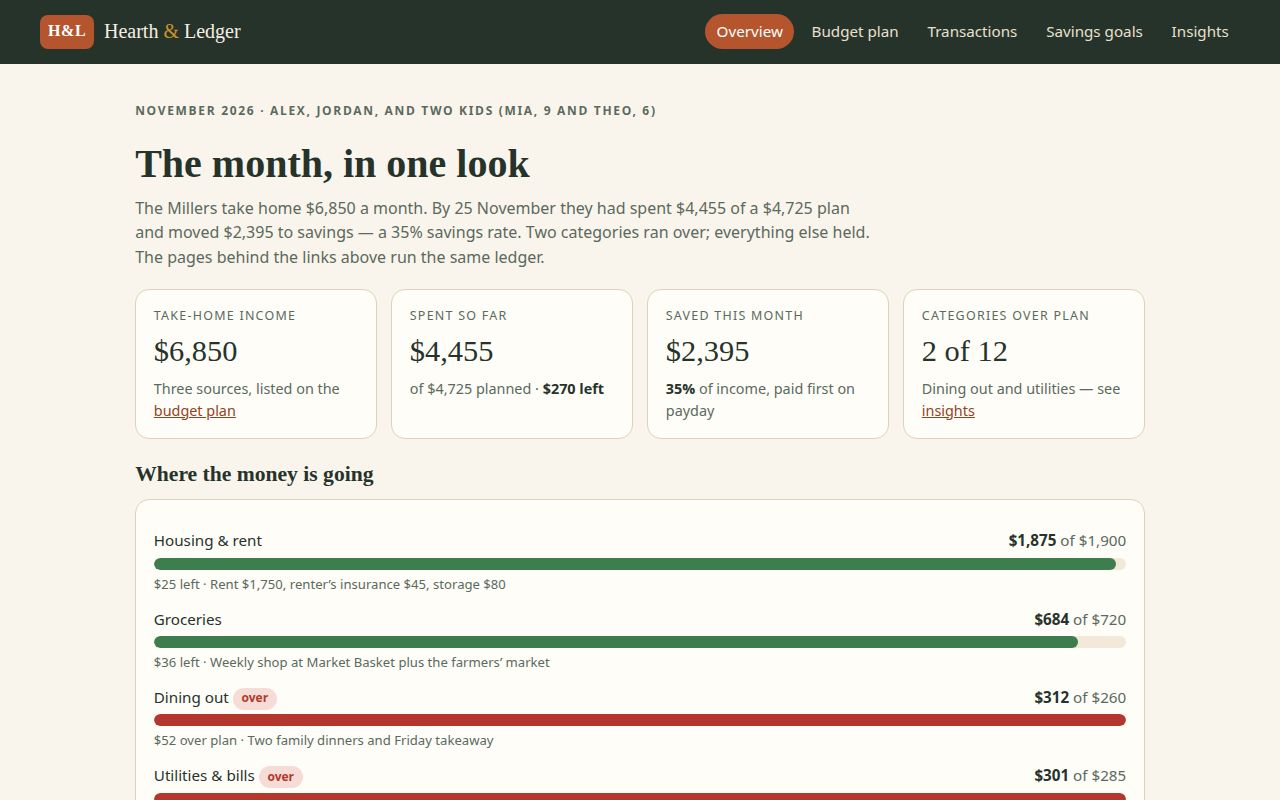 H&L Hearth & Ledger Overview Budget plan Transactions Savings goals Insights
NOVEMBER 2026 · ALEX, JORDAN, AND TWO KIDS (MIA, 9 AND THEO, 6)
The month, in one look
The Millers take home $6,850 a month. By 25 November they had spent $4,455 of a $4,725 plan
and moved $2,395 to savings — a 35% savings rate. Two categories ran over; everything else held.
The pages behind the links above run the same ledger.
TAKE-HOME INCOME
$6,850
Three sources, listed on the
budget plan
SPENT SO FAR
$4,455
of $4,725 planned · $270 left
SAVED THIS MONTH
$2,395
35% of income, paid first on
payday
CATEGORIES OVER PLAN
2 of 12
Dining out and utilities — see
insights
Where the money is going
Housing & rent $1,875 of $1,900
$25 left · Rent $1,750, renter’s insurance $45, storage $80
Groceries $684 of $720
$36 left · Weekly shop at Market Basket plus the farmers’ market
Dining out over $312 of $260
$52 over plan · Two family dinners and Friday takeaway
Utilities & bills over $301 of $285